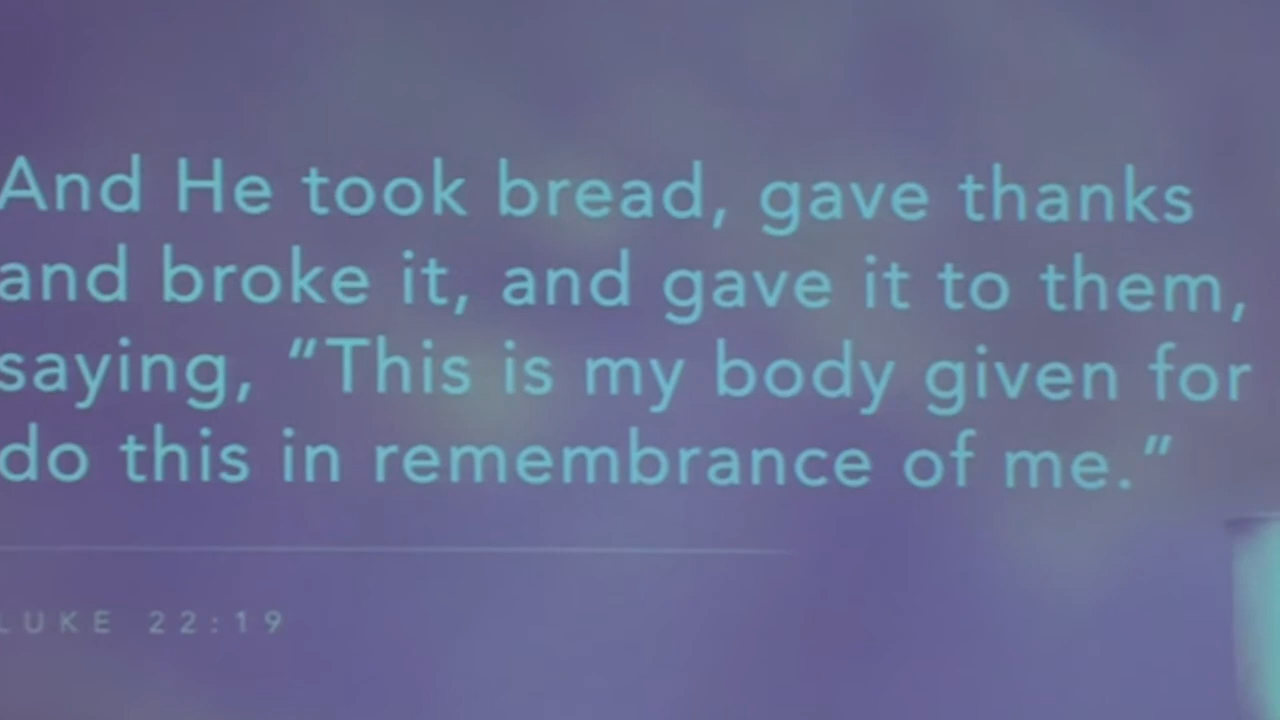 And He took bread, gave thanks
and broke it, and gave it to them,
saying, “This is my body given for
do this in remembrance of me.”
LUKE 22:19